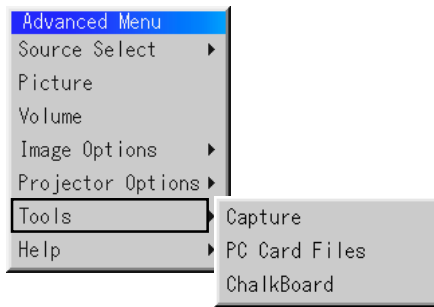 Advanced Menu
Source Select
Picture
Volume
Image Options
Projector Options
Tools
Help
Capture
PC Card Files
ChalkBoard